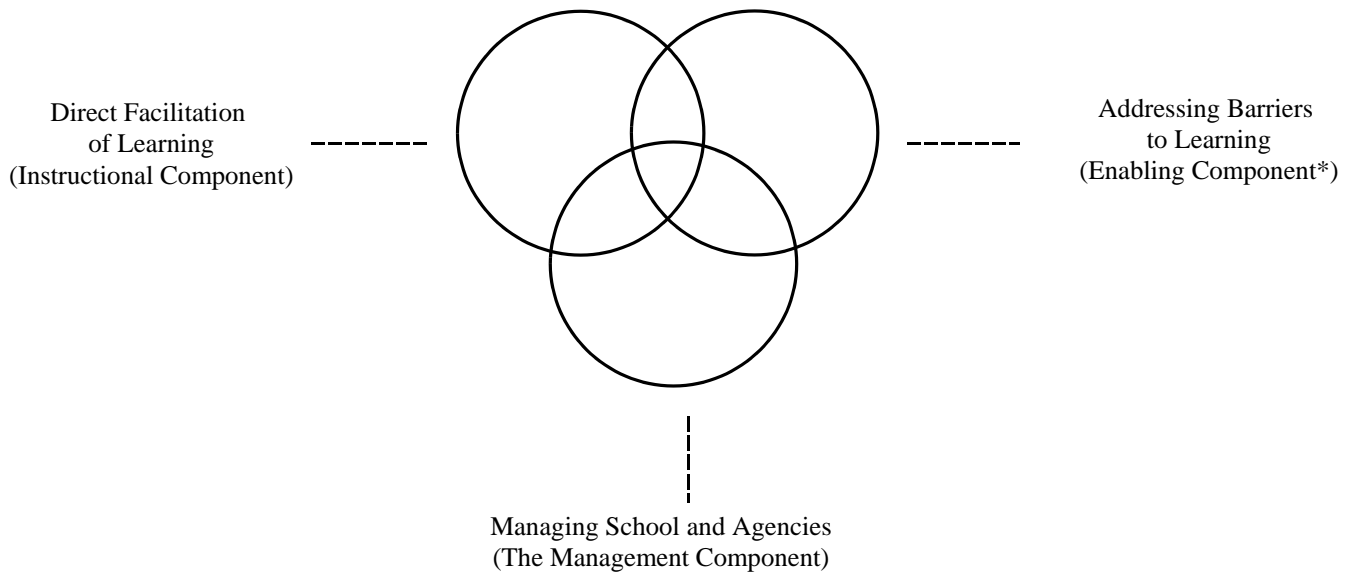 Direct Facilitation
of Learning
(Instructional Component)
Addressing Barriers
to Learning
(Enabling Component*)
Managing School and Agencies
(The Management Component)